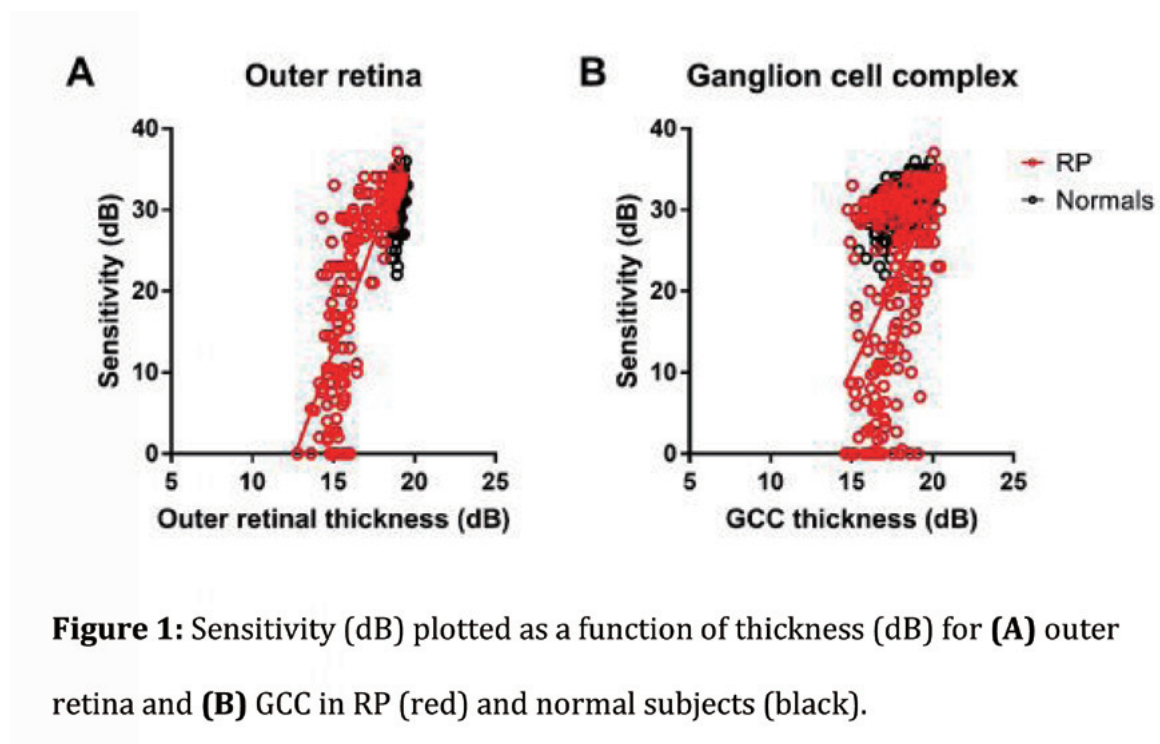 A
Outer retina
B
Ganglion cell complex
40
30
20
10
0
Sensitivity (dB)
5 10 15 20 25
Outer retinal thickness (dB)
40
30
20
10
0
Sensitivity (dB)
5 10 15 20 25
GCC thickness (dB)
RP
Normals
Figure 1: Sensitivity (dB) plotted as a function of thickness (dB) for (A) outer
retina and (B) GCC in RP (red) and normal subjects (black).